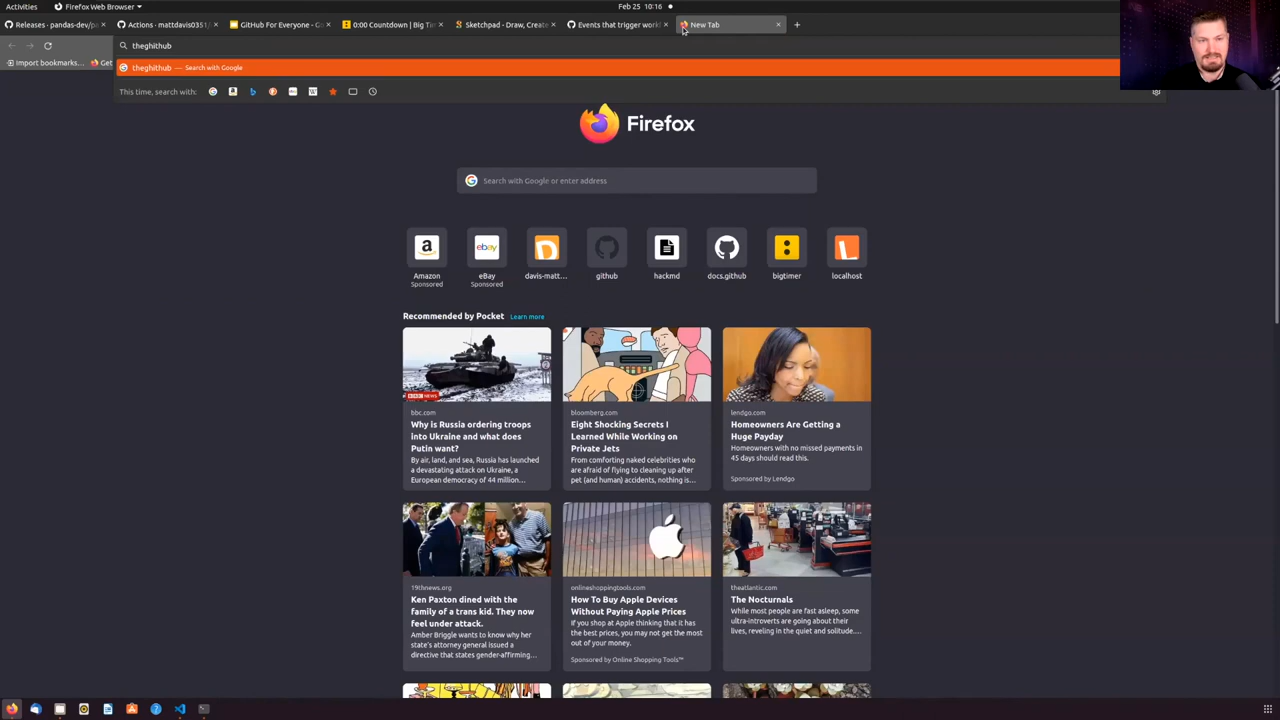 Activities
Firefox Web Browser
Feb 25 10:16
Releases · pandas-dev/pa
Actions · mattdavis0351/
GitHub For Everyone - Go
0:00 Countdown | Big Tim
Sketchpad - Draw, Create
Events that trigger work
New Tab
theghithub
Import bookmarks...
Get
theghithub — Search with Google
This time, search with:
Firefox
Search with Google or enter address
Amazon
Sponsored
eBay
Sponsored
davis-matt...
github
hackmd
docs.github
bigtimer
localhost
Recommended by Pocket
Learn more
BBC NEWS
bbc.com
Why is Russia ordering troops
into Ukraine and what does
Putin want?
By air, land, and sea, Russia has launched
a devastating attack on Ukraine, a
European democracy of 44 million...
bloomberg.com
Eight Shocking Secrets I
Learned While Working on
Private Jets
From comforting naked celebrities who
are afraid of flying to cleaning up after
pet (and human) accidents, nothing is...
lendgo.com
Homeowners Are Getting a
Huge Payday
Homeowners with no missed payments in
45 days should read this.
Sponsored by Lendgo
19thnews.org
Ken Paxton dined with the
family of a trans kid. They now
feel under attack.
Amber Briggle wants to know why her
state's attorney general issued a
directive that states gender-affirming...
onlineshoppingtools.com
How To Buy Apple Devices
Without Paying Apple Prices
If you shop at Apple thinking that it has
the best prices, you may not get the most
out of your money.
Sponsored by Online Shopping Tools™
theatlantic.com
The Nocturnals
While most people are fast asleep, some
ultra-introverts are going about their
lives, reveling in the quiet and solitude....